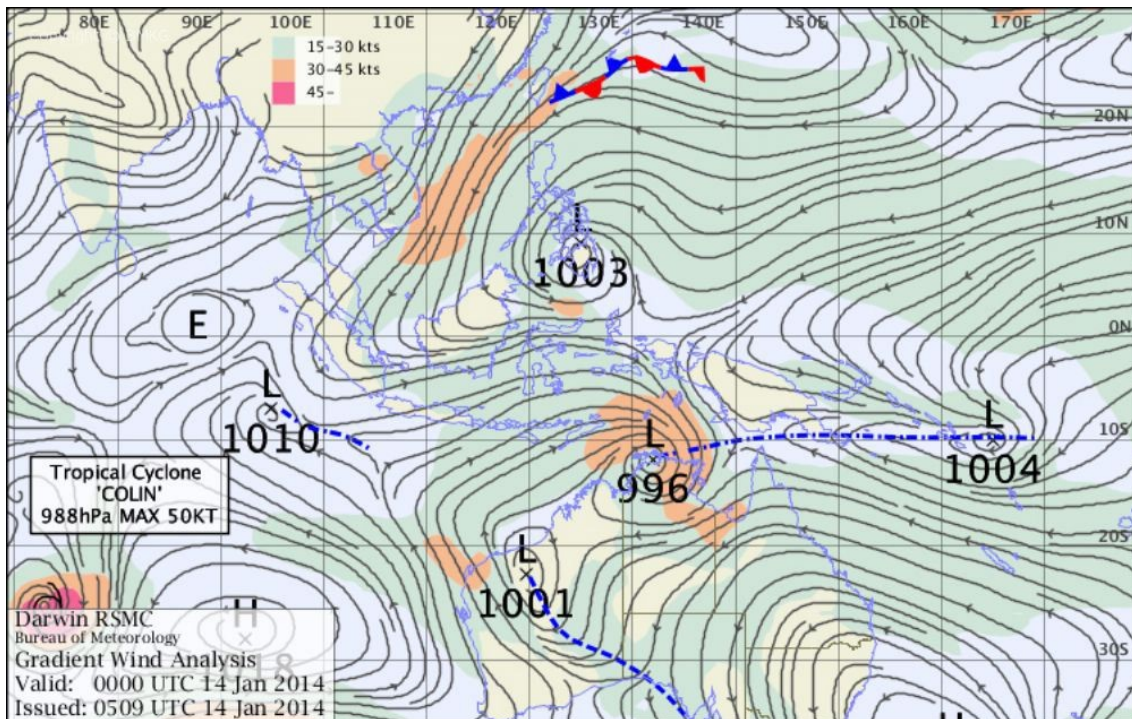 80E 90E 100E 110E 120E 130E 140E 150E 160E 170E
15-30 kts
30-45 kts
45-
20N
10N
L
1003
E
0N
L
1010
L
996
L
1004
10S
Tropical Cyclone
'COLIN'
988hPa MAX 50KT
20S
L
1001
H
1018
30S
Darwin RSMC
Bureau of Meteorology
Gradient Wind Analysis
Valid: 0000 UTC 14 Jan 2014
Issued: 0509 UTC 14 Jan 2014